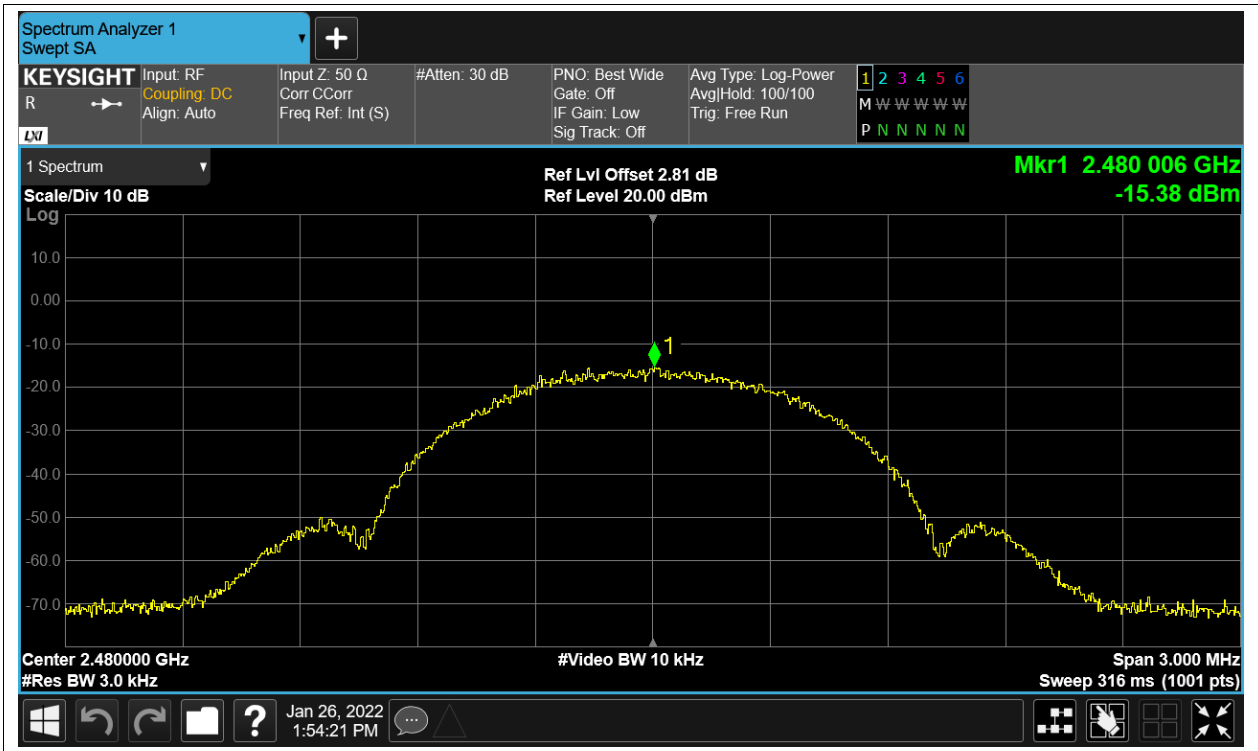 Spectrum Analyzer 1
Swept SA
KEYSIGHT
R
LXI
Input: RF
Coupling: DC
Align: Auto
Input Z: 50 Ω
Corr CCorr
Freq Ref: Int (S)
#Atten: 30 dB
PNO: Best Wide
Gate: Off
IF Gain: Low
Sig Track: Off
Avg Type: Log-Power
Avg|Hold: 100/100
Trig: Free Run
1 2 3 4 5 6
M W W W W W
P N N N N N
1 Spectrum
Scale/Div 10 dB
Log
Ref Lvl Offset 2.81 dB
Ref Level 20.00 dBm
Mkr1 2.480 006 GHz
-15.38 dBm
10.0
0.00
-10.0
1
-20.0
-30.0
-40.0
-50.0
-60.0
-70.0
Center 2.480000 GHz
#Video BW 10 kHz
Span 3.000 MHz
#Res BW 3.0 kHz
Sweep 316 ms (1001 pts)
?
Jan 26, 2022
1:54:21 PM